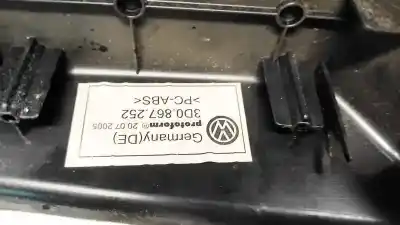 Germany(DE)
protoform® 20.07.2005
3D0.867.252
>PC-ABS<